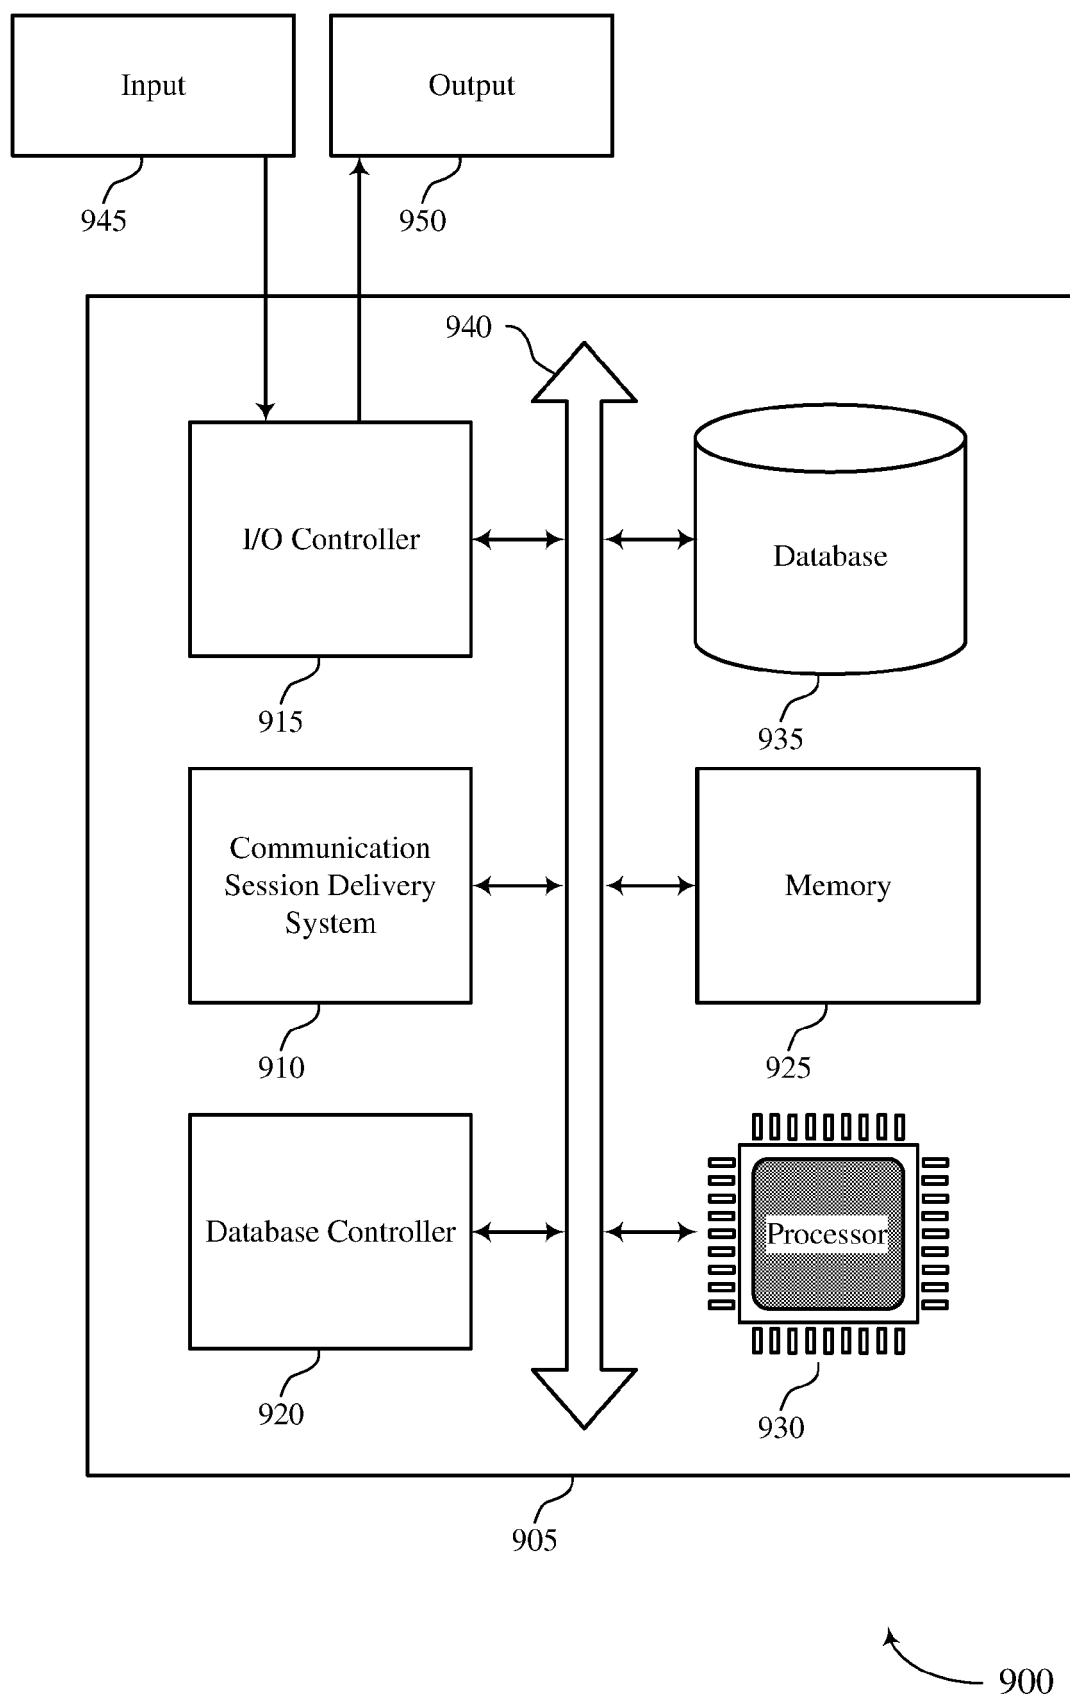 Input
Output
945
950
940
I/O Controller
Database
915
935
Communication
Session Delivery
System
Memory
910
925
Database Controller
Processor
920
930
905
900